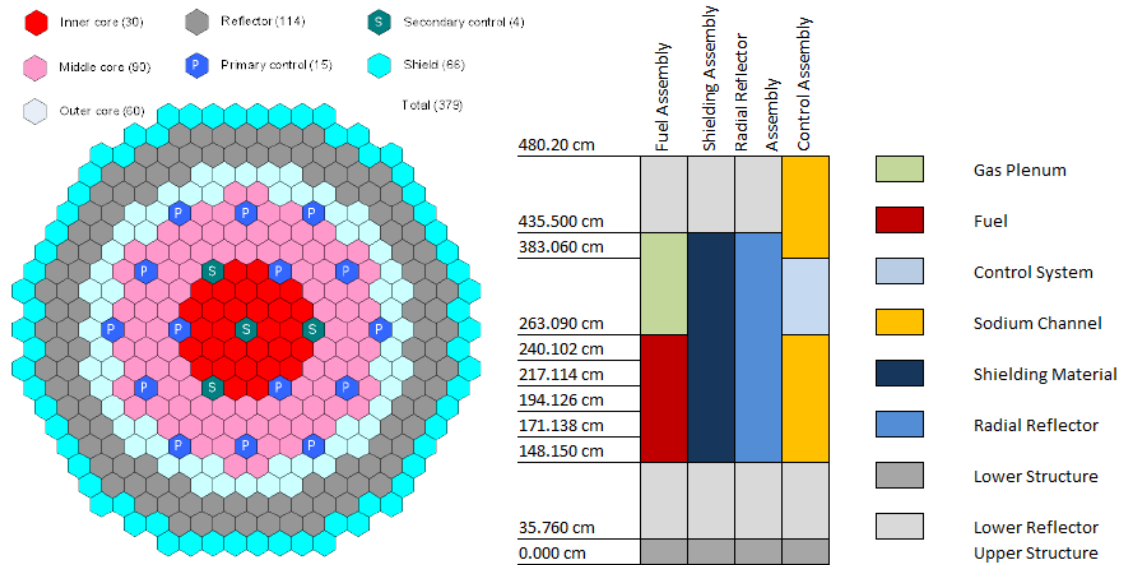 Inner core (30)
Reflector (114)
S Secondary control (4)
Middle core (90)
P Primary control (15)
Shield (66)
Outer core (60)
Total (379)
P P P
P S P P
P P S S P
P S P P
P P P
Fuel Assembly
Shielding Assembly
Radial Reflector
Assembly
Control Assembly
480.20 cm
435.500 cm
383.060 cm
263.090 cm
240.102 cm
217.114 cm
194.126 cm
171.138 cm
148.150 cm
35.760 cm
0.000 cm
Gas Plenum
Fuel
Control System
Sodium Channel
Shielding Material
Radial Reflector
Lower Structure
Lower Reflector
Upper Structure